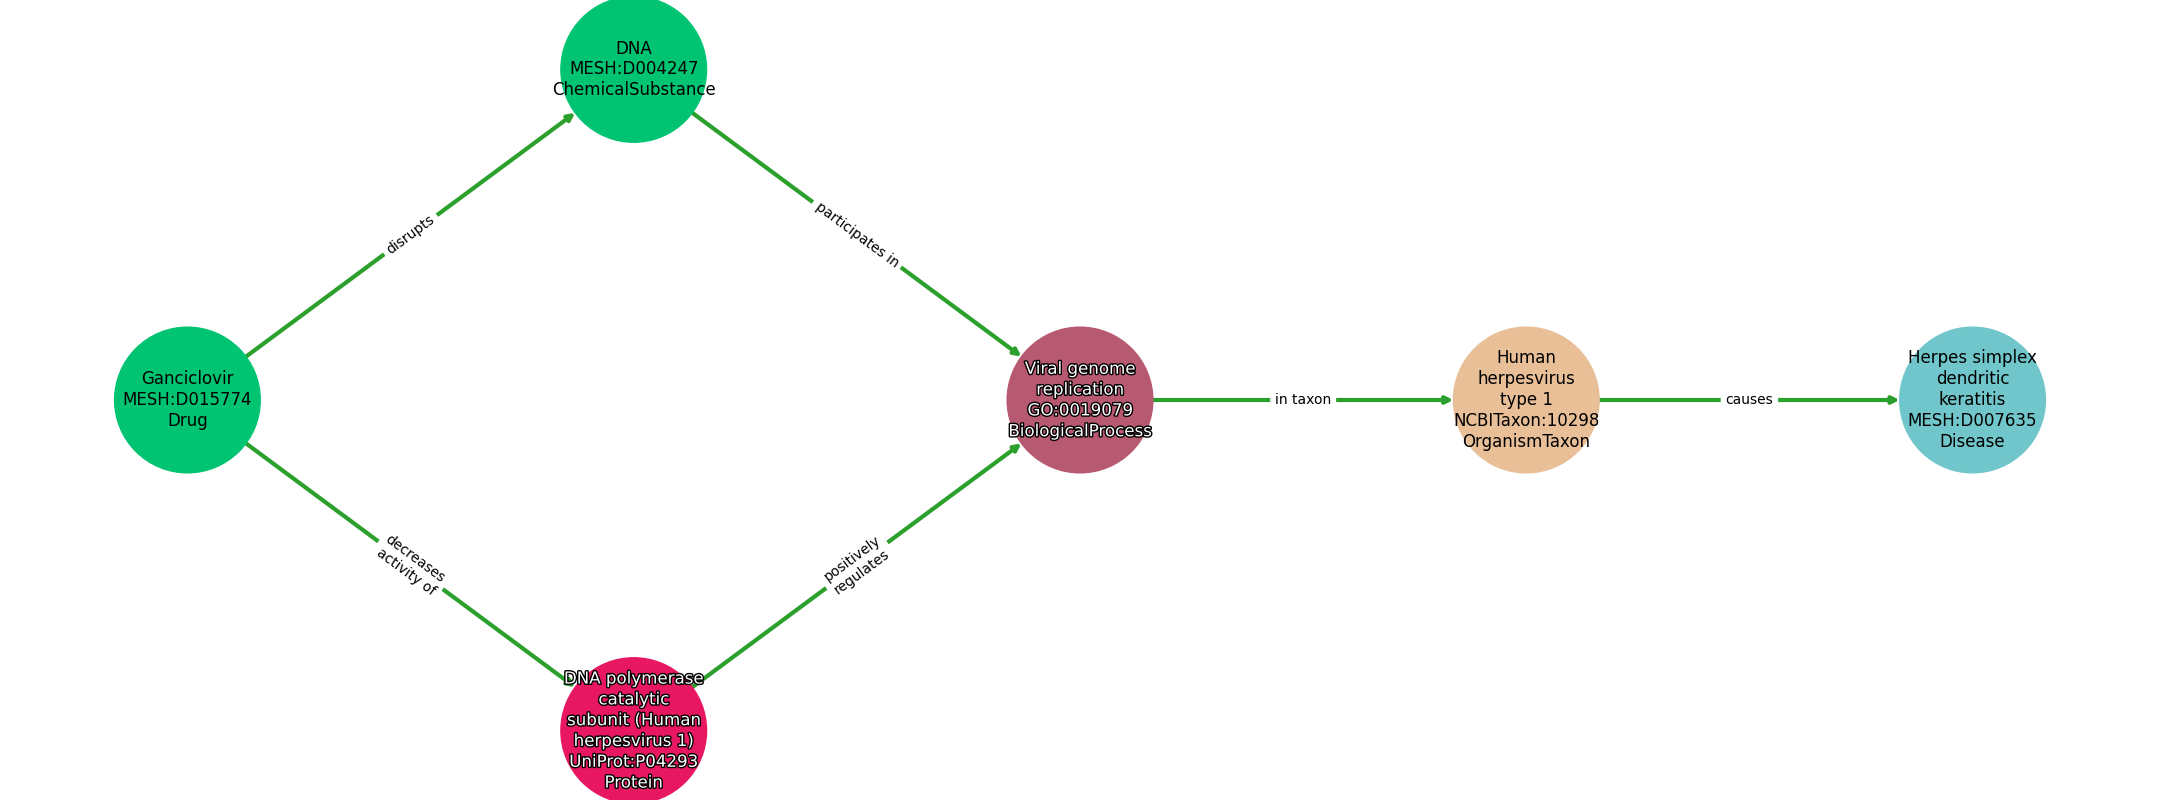 DNA
MESH:D004247
ChemicalSubstance
disrupts
participates in
Ganciclovir
MESH:D015774
Drug
Viral genome
replication
GO:0019079
BiologicalProcess
in taxon
Human
herpesvirus
type 1
NCBITaxon:10298
OrganismTaxon
causes
Herpes simplex
dendritic
keratitis
MESH:D007635
Disease
decreases
activity of
positively
regulates
DNA polymerase
catalytic
subunit (Human
herpesvirus 1)
UniProt:P04293
Protein